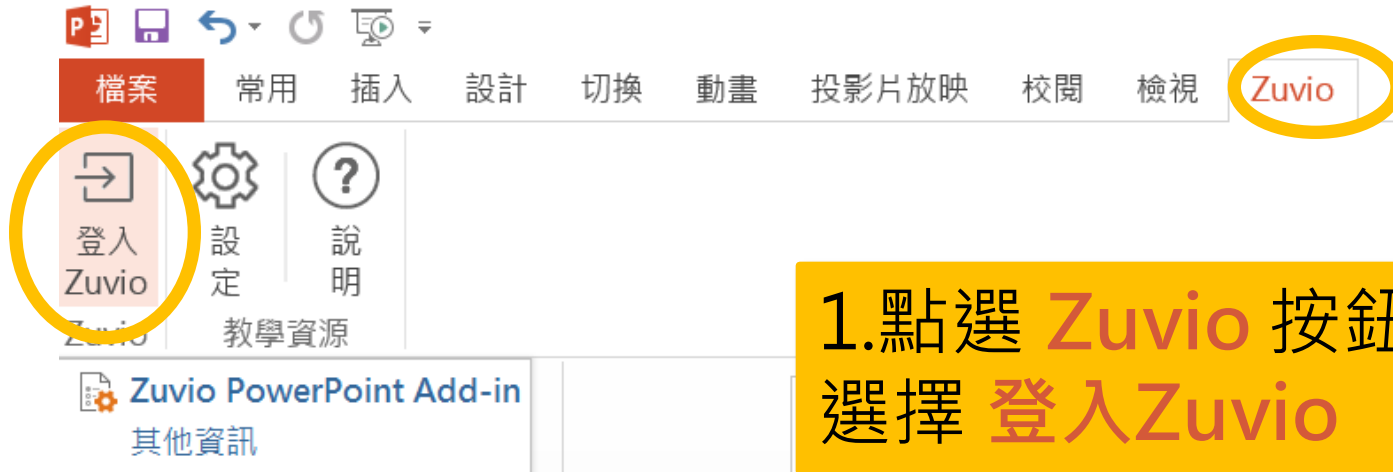 檔案 常用 插入 設計 切換 動畫 投影片放映 校閱 檢視 Zuvio
登入 設 說
Zuvio 定 明
Zuvio 教學資源
Zuvio PowerPoint Add-in
其他資訊
1.點選 Zuvio 按鈕
選擇 登入Zuvio